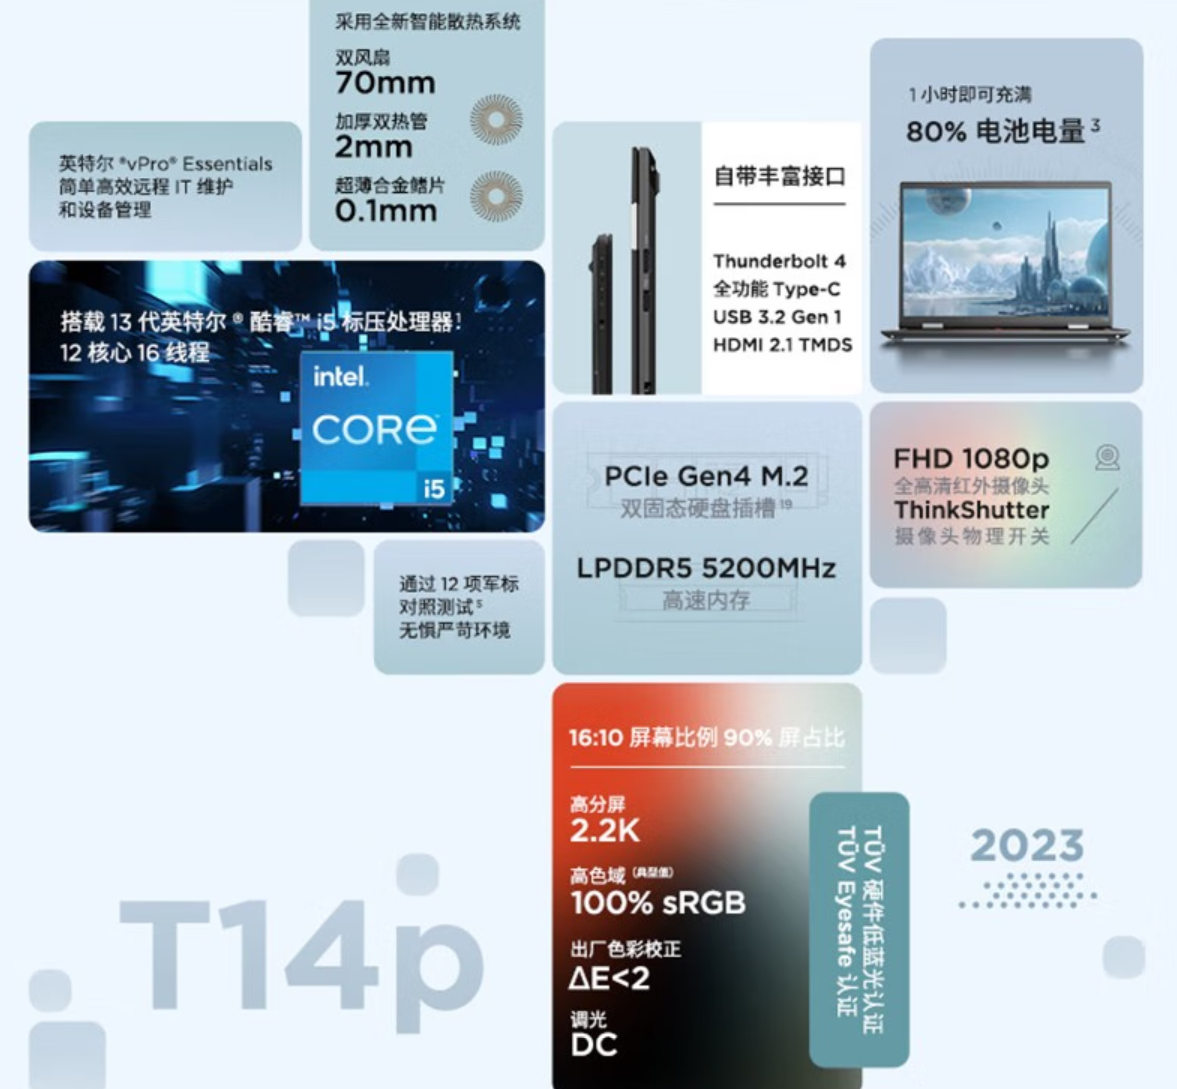 采用全新智能散热系统
双风扇
70mm
加厚双热管
2mm
超薄合金鳍片
0.1mm
英特尔®vPro® Essentials
简单高效远程 IT 维护
和设备管理
自带丰富接口
Thunderbolt 4
全功能 Type-C
USB 3.2 Gen 1
HDMI 2.1 TMDS
1 小时即可充满
80% 电池电量3
搭载 13 代英特尔®酷睿™ i5 标压处理器1
12 核心 16 线程
intel.
CORE
i5
PCIe Gen4 M.2
双固态硬盘插槽19
LPDDR5 5200MHz
高速内存
FHD 1080p
全高清红外摄像头
ThinkShutter
摄像头物理开关
通过 12 项军标
对照测试5
无惧严苛环境
16:10 屏幕比例 90% 屏占比
高分屏
2.2K
高色域(典型值)
100% sRGB
出厂色彩校正
ΔE<2
调光
DC
TÜV 硬件低蓝光认证
TÜV Eyesafe 认证
2023
T14p